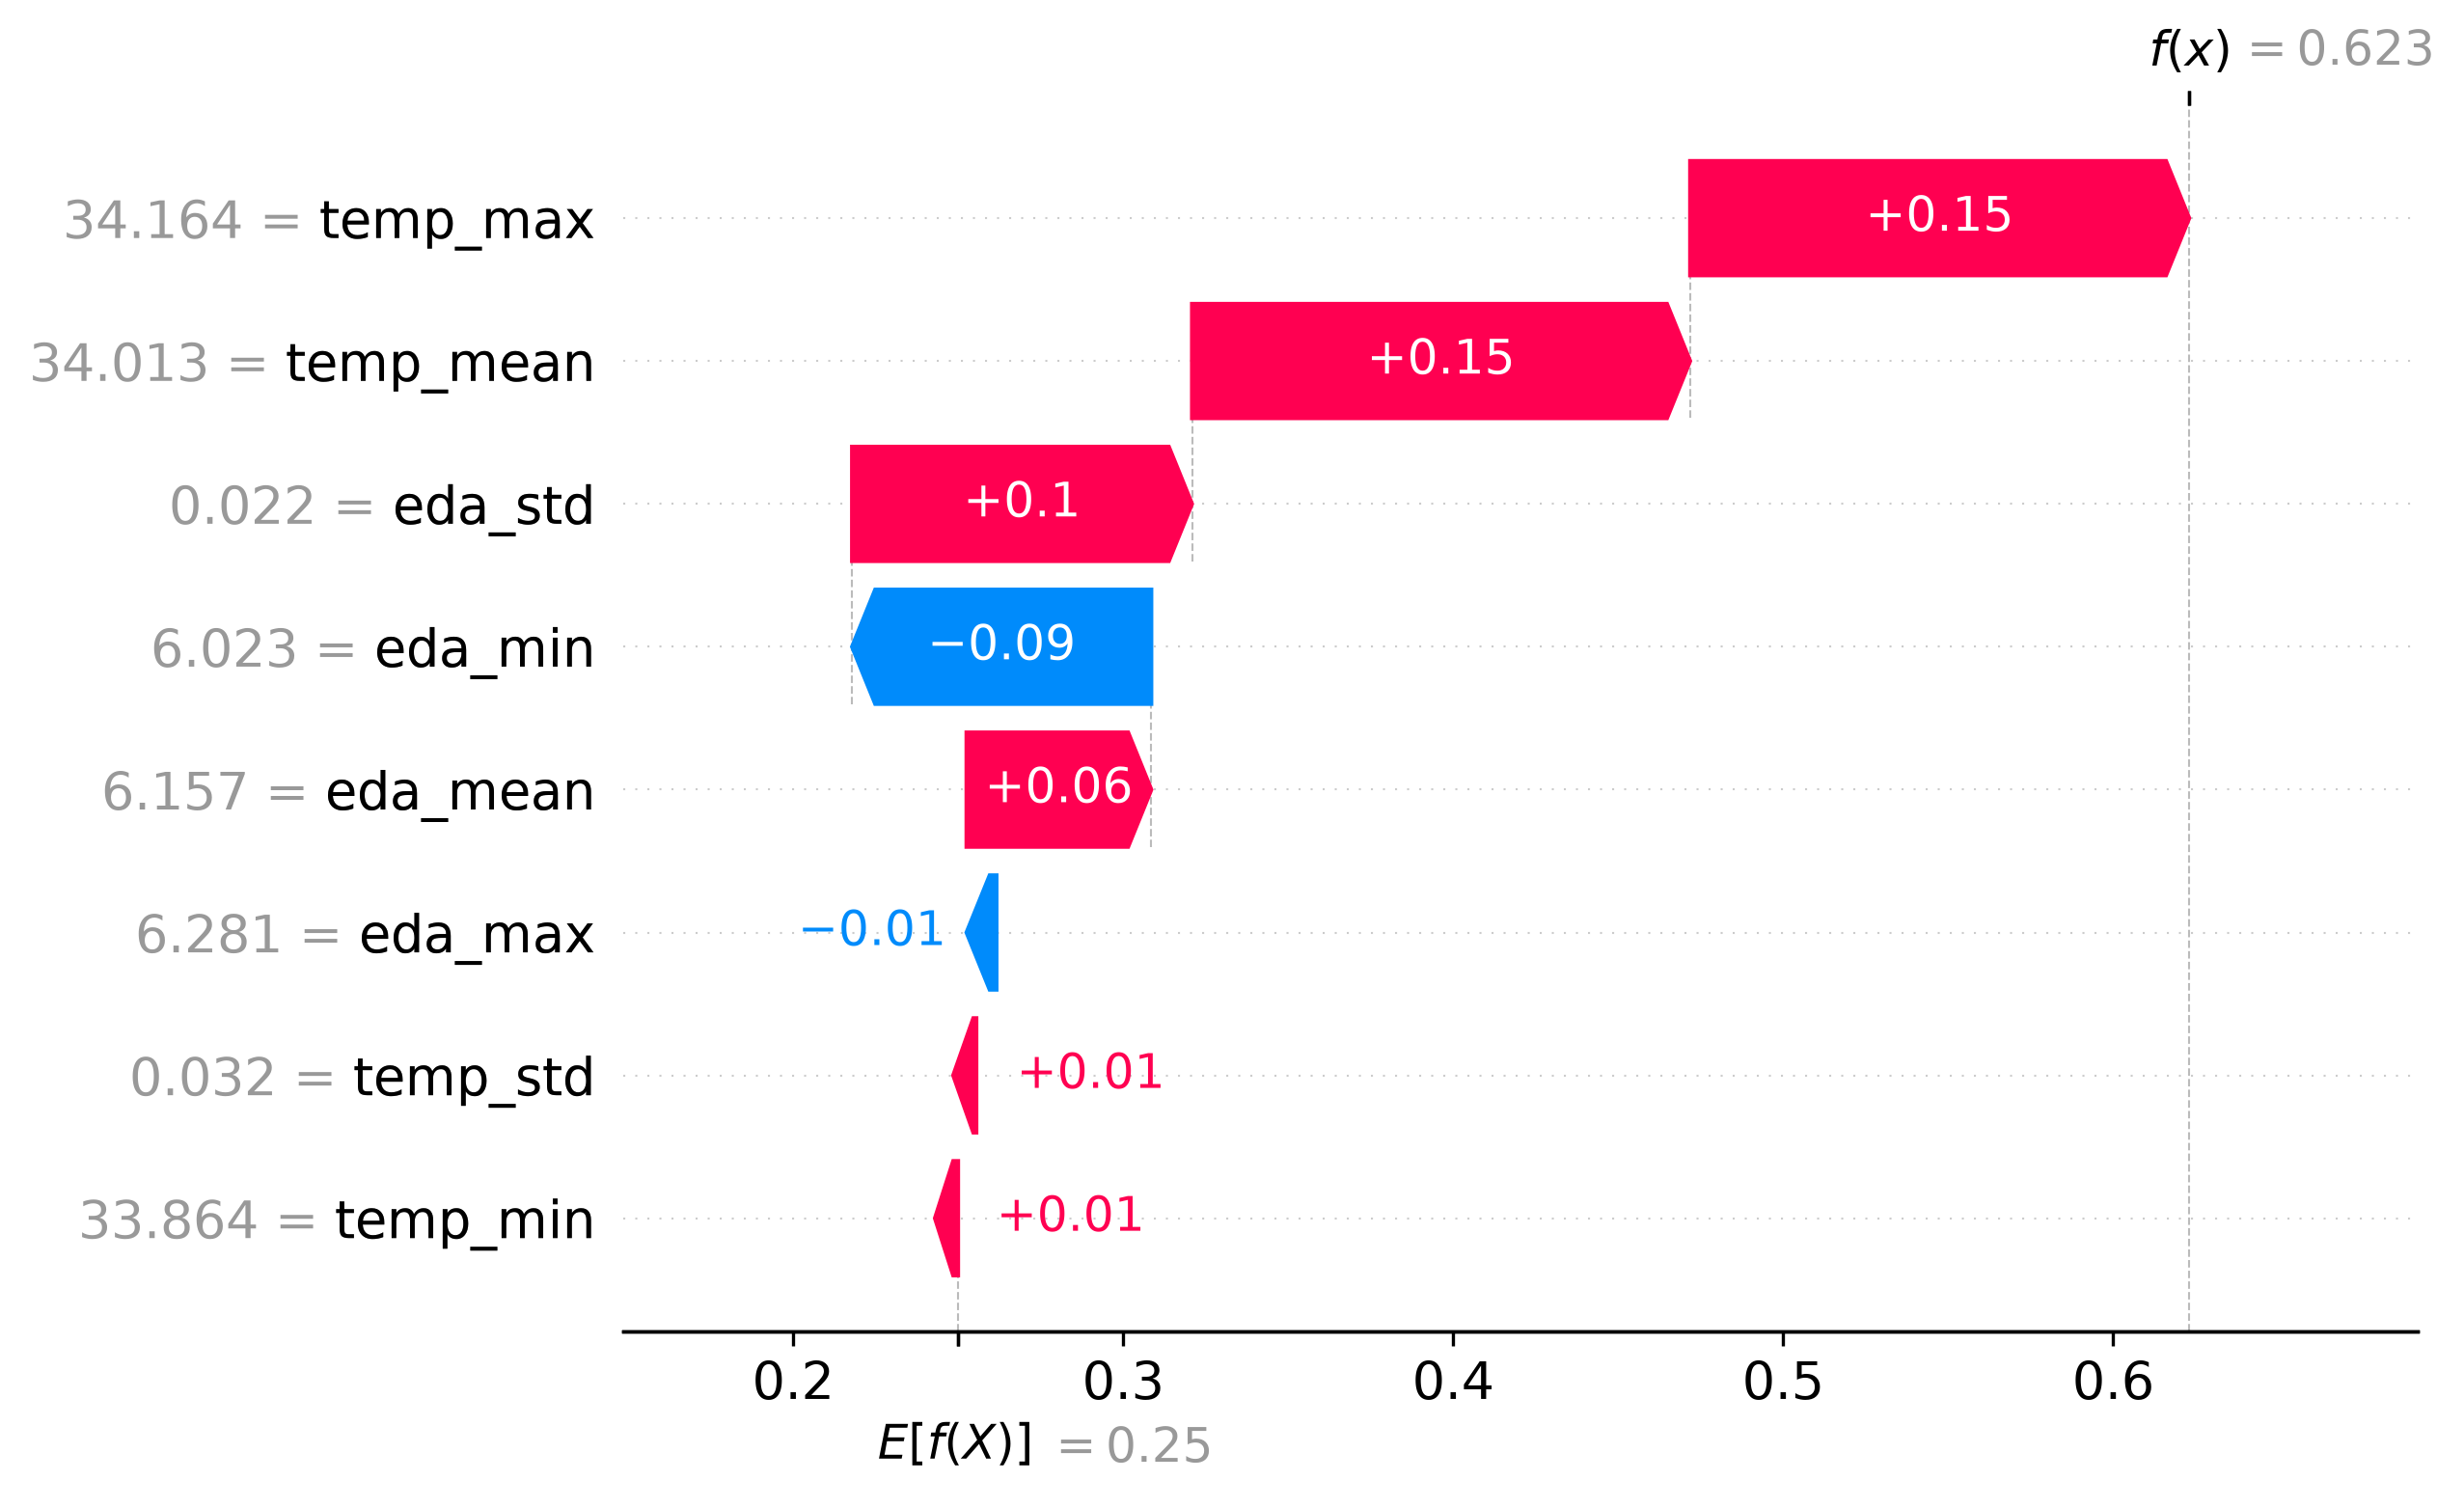 f(x) = 0.623
34.164 = temp_max
+0.15
34.013 = temp_mean
+0.15
0.022 = eda_std
+0.1
6.023 = eda_min
−0.09
6.157 = eda_mean
+0.06
6.281 = eda_max
−0.01
0.032 = temp_std
+0.01
33.864 = temp_min
+0.01
0.2 0.3 0.4 0.5 0.6
E[f(X)] = 0.25